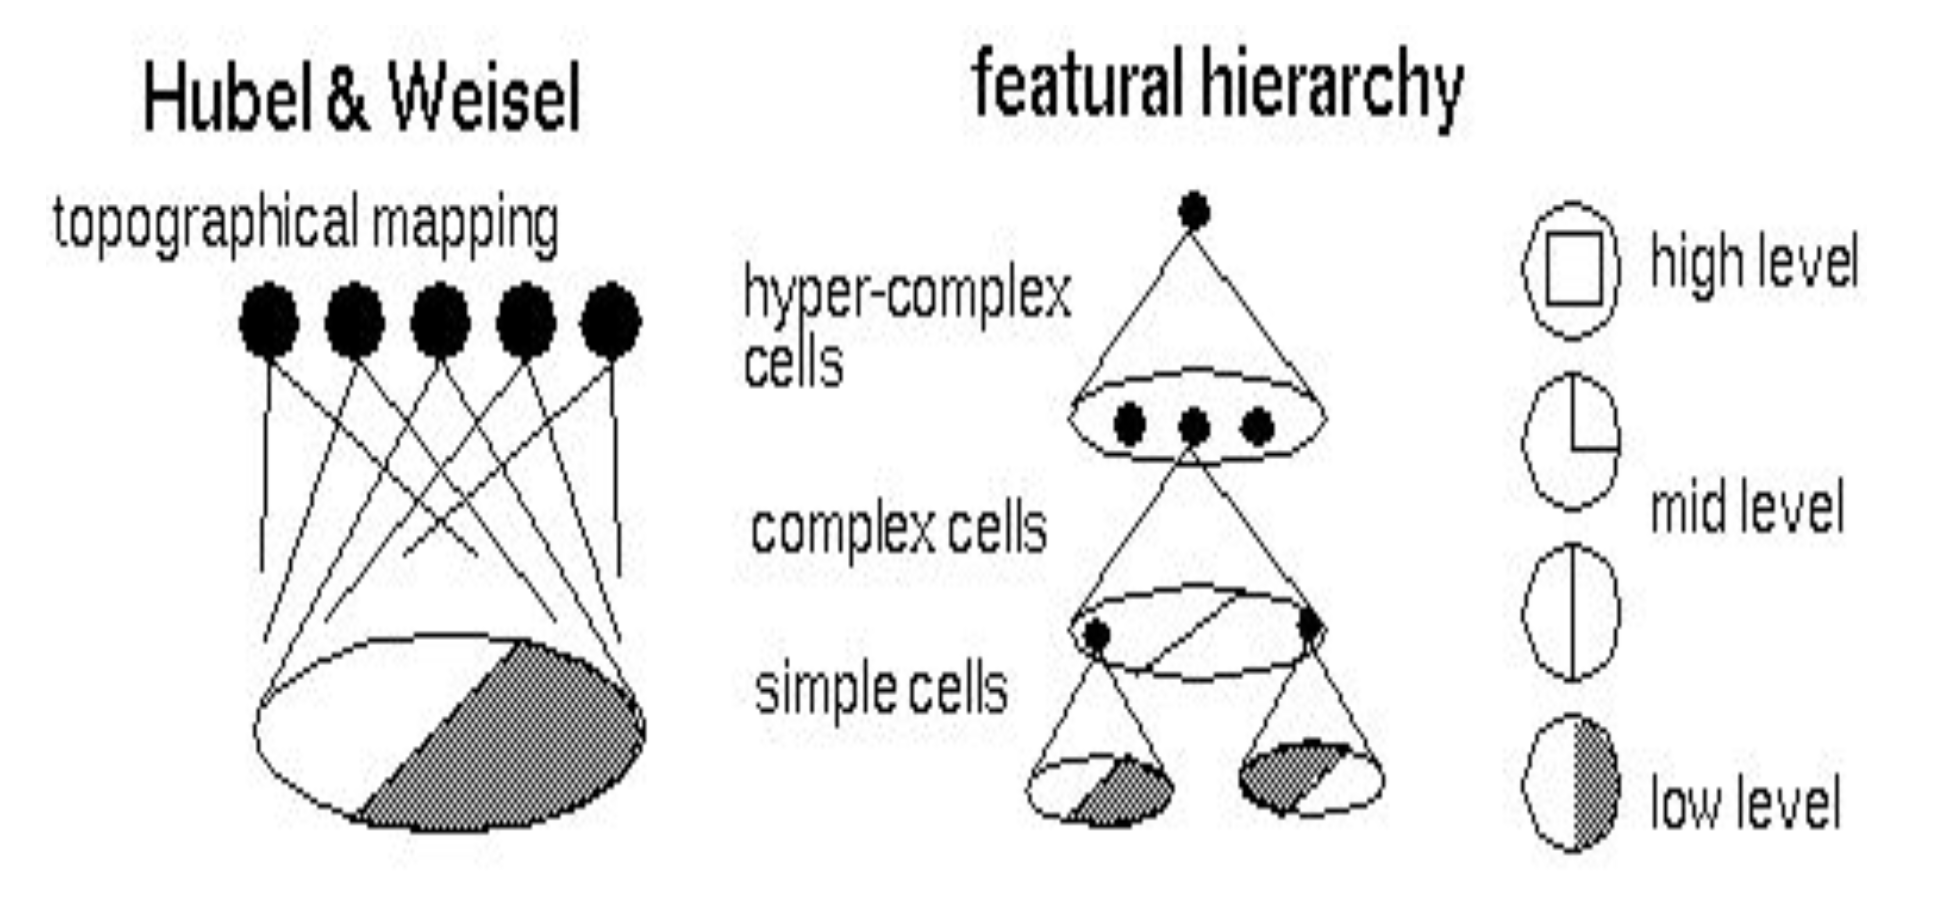 Hubel & Weisel
topographical mapping
featural hierarchy
hyper-complex
cells
complex cells
simple cells
high level
mid level
low level